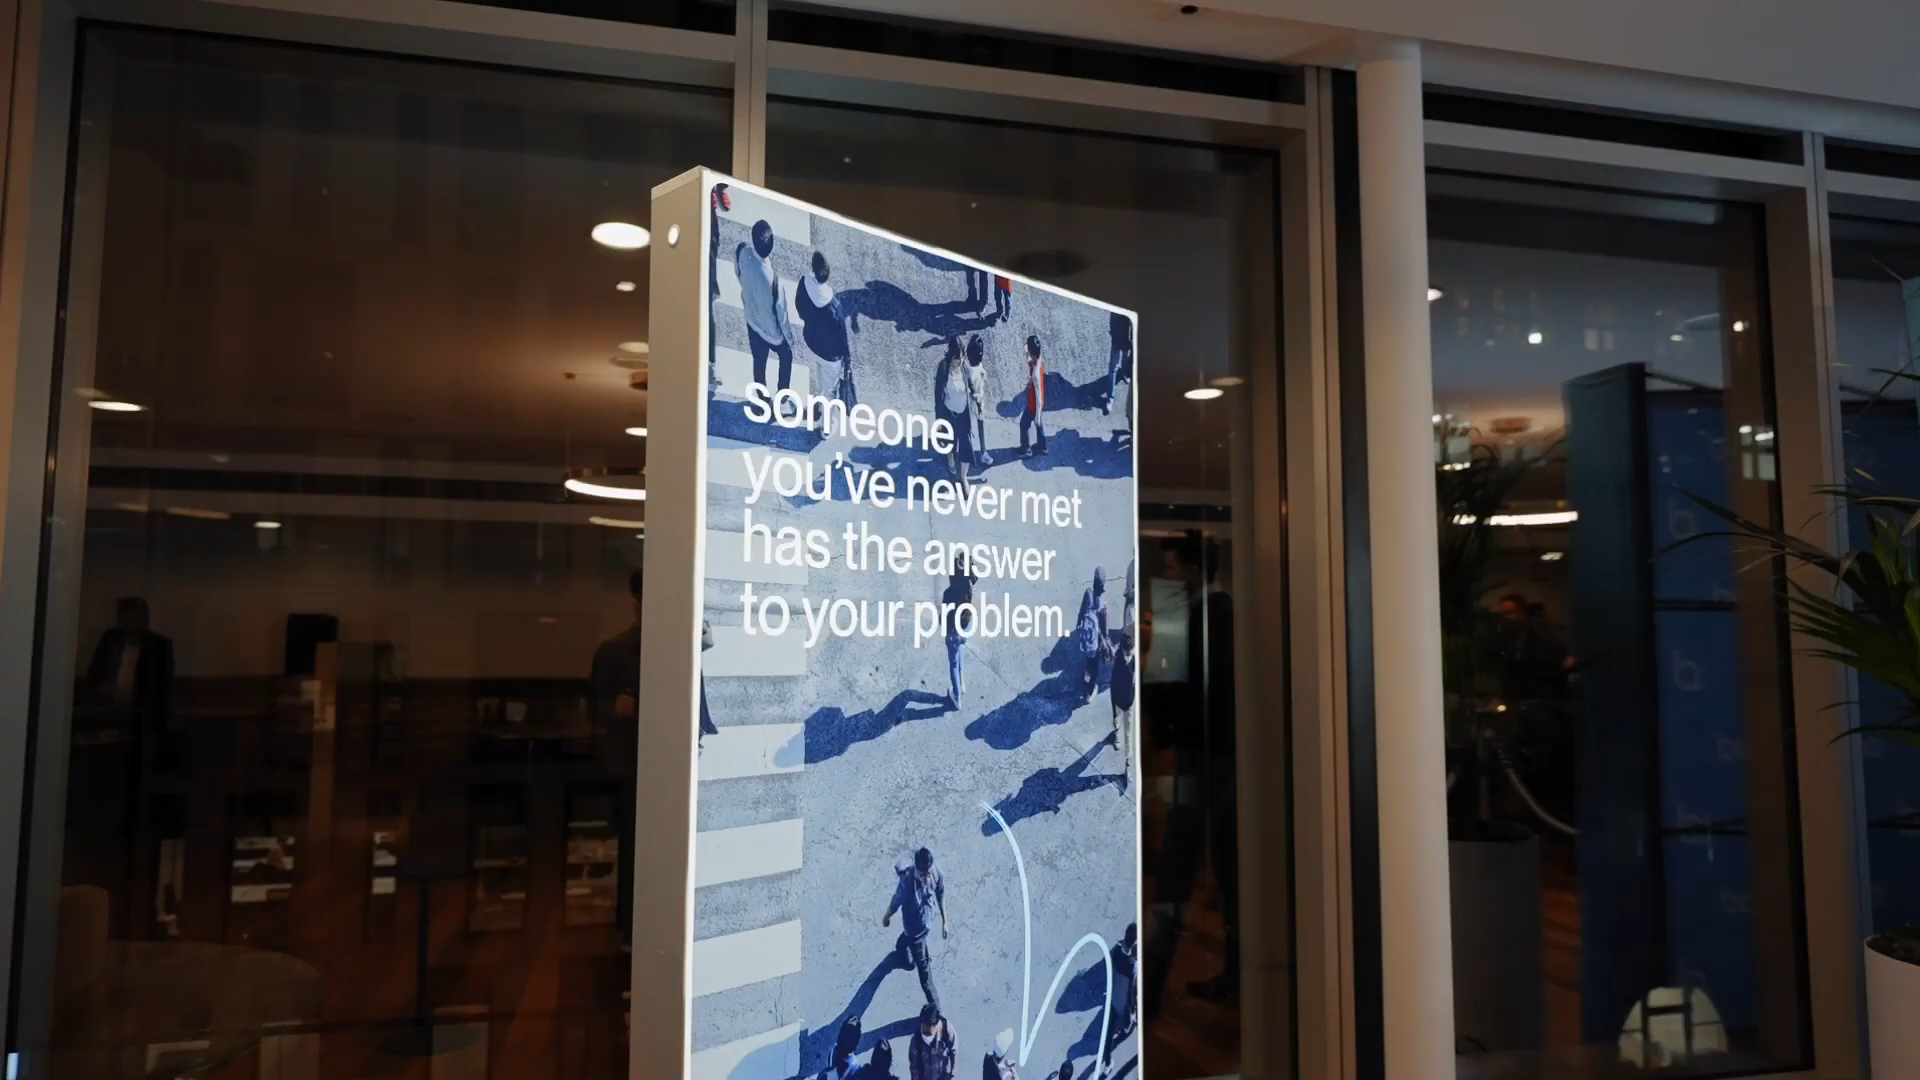 someone
you've never met
has the answer
to your problem.